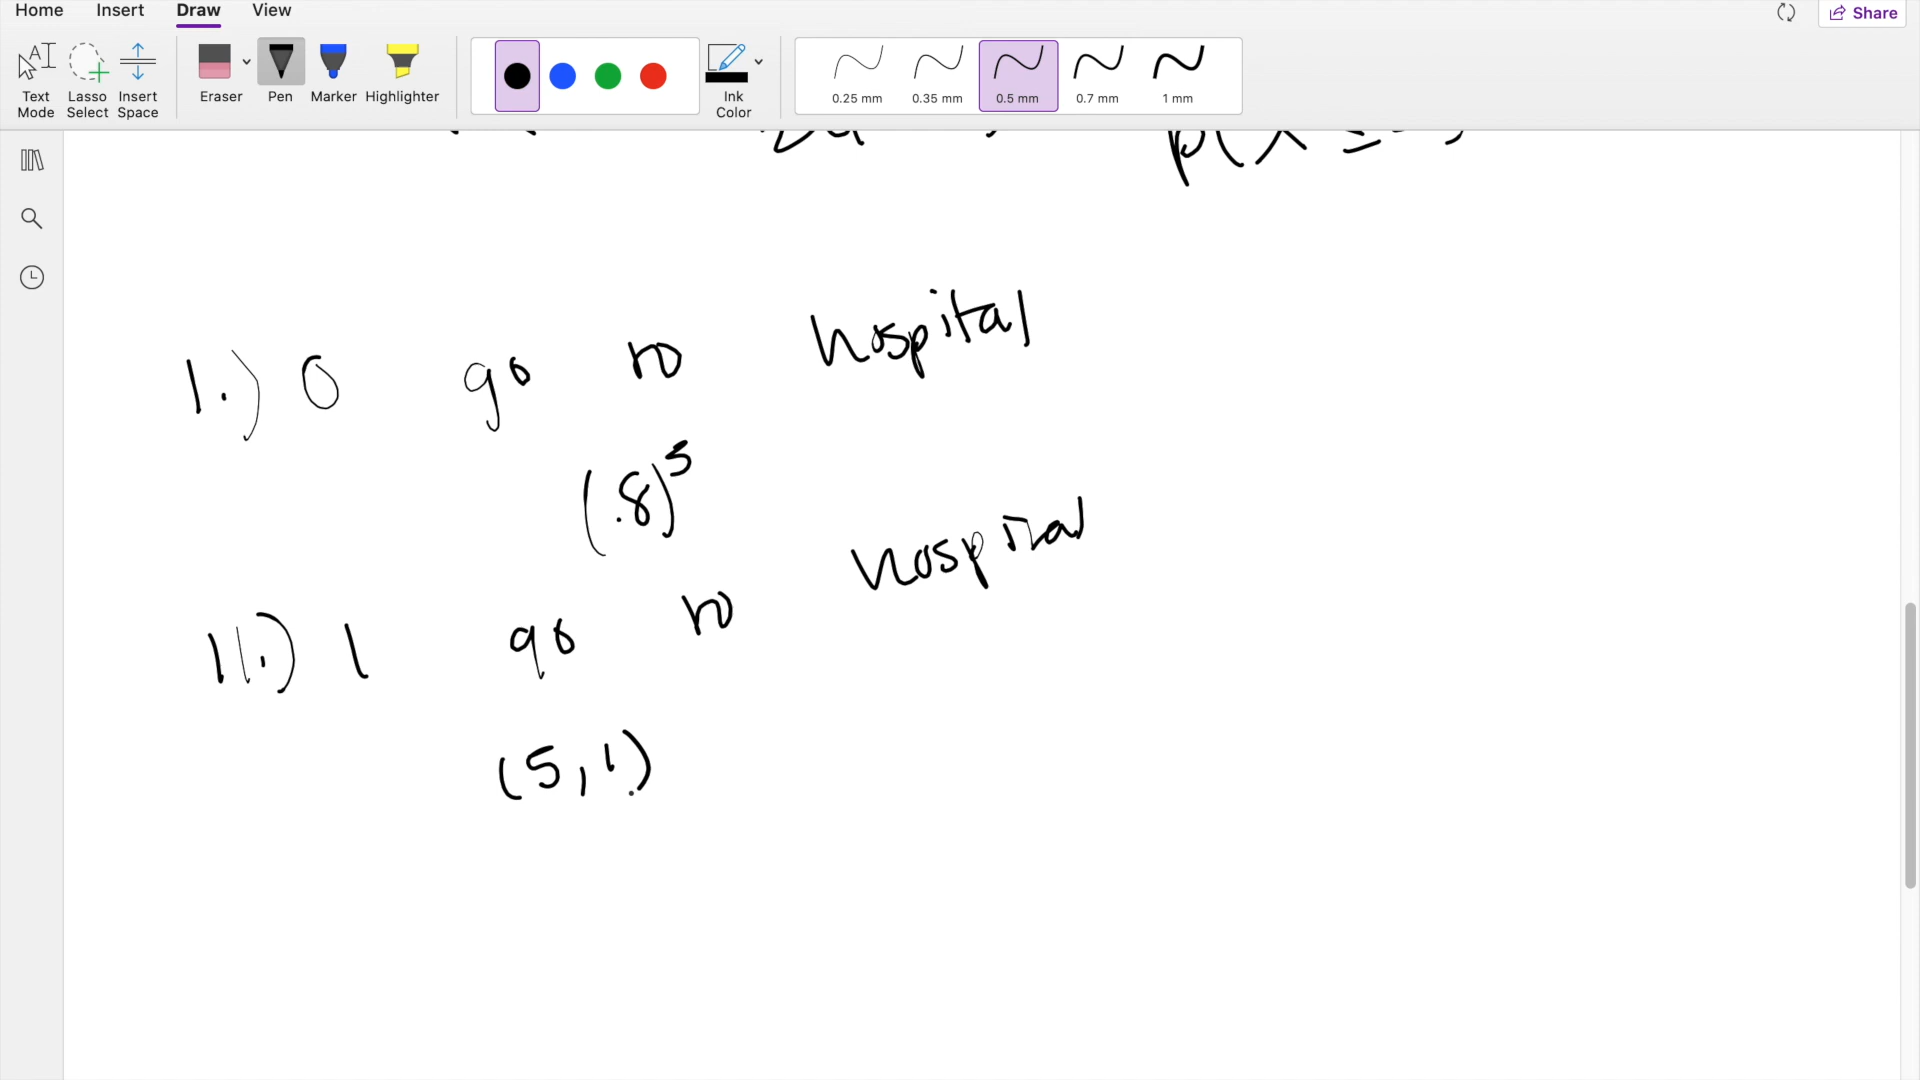 Home Insert Draw View
Share
Text Mode
Lasso Select
Insert Space
Eraser
Pen
Marker
Highlighter
Ink Color
0.25 mm
0.35 mm
0.5 mm
0.7 mm
1 mm
1.) 0 go to hospital
(.8)^5
11.) 1 go to hospital
(5,1)